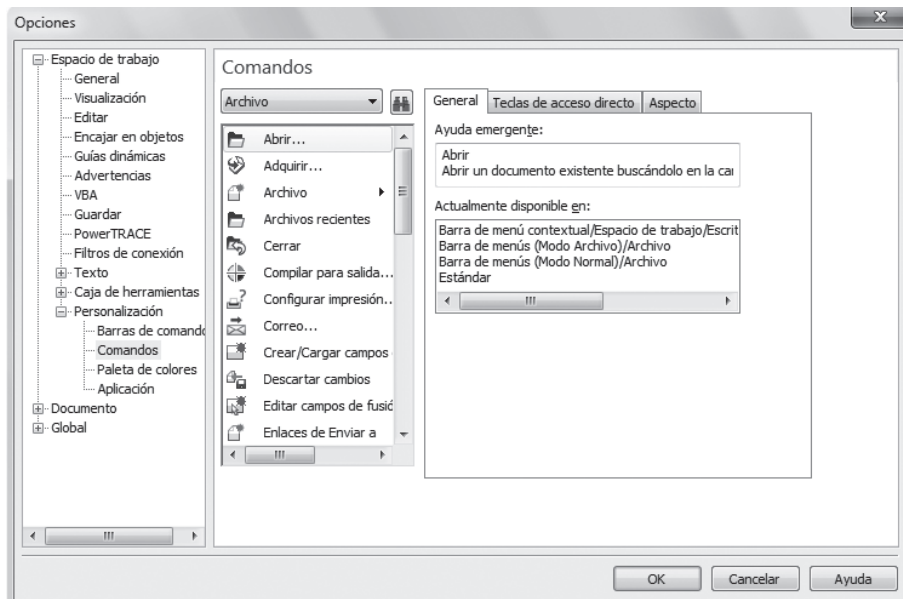 Opciones
Espacio de trabajo
General
Visualización
Editar
Encajar en objetos
Guías dinámicas
Advertencias
VBA
Guardar
PowerTRACE
Filtros de conexión
Texto
Caja de herramientas
Personalización
Barras de comando
Comandos
Paleta de colores
Aplicación
Documento
Global
Comandos
Archivo
Abrir...
Adquirir...
Archivo
Archivos recientes
Cerrar
Compilar para salida...
Configurar impresión..
Correo...
Crear/Cargar campos
Descartar cambios
Editar campos de fusió
Enlaces de Enviar a
General Teclas de acceso directo Aspecto
Ayuda emergente:
Abrir
Abrir un documento existente buscándolo en la car
Actualmente disponible en:
Barra de menú contextual/Espacio de trabajo/Escrit
Barra de menús (Modo Archivo)/Archivo
Barra de menús (Modo Normal)/Archivo
Estándar
OK Cancelar Ayuda